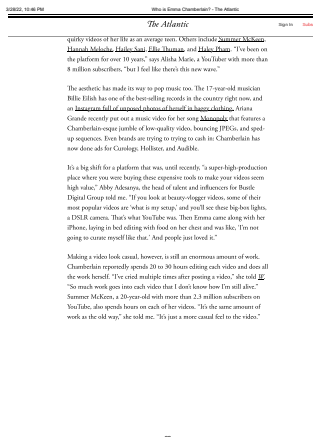 3/28/22, 10:46 PM Who is Emma Chamberlain? - The Atlantic
The Atlantic Sign In Subsc
quirky videos of her life as an average teen. Others include Summer McKeen,
Hannah Meloche, Hailey Sani, Ellie Thuman, and Haley Pham. “I’ve been on
the platform for over 10 years,” says Alisha Marie, a YouTuber with more than
8 million subscribers, “but I feel like there’s this new wave.”
The aesthetic has made its way to pop music too. The 17-year-old musician
Billie Eilish has one of the best-selling records in the country right now, and
an Instagram full of unposed photos of herself in baggy clothing. Ariana
Grande recently put out a music video for her song Monopoly that features a
Chamberlain-esque jumble of low-quality video, bouncing JPEGs, and sped-
up sequences. Even brands are trying to cash in: Chamberlain has
now done ads for Curology, Hollister, and Audible.
It’s a big shift for a platform that was, until recently, “a super-high-production
place where you were buying these expensive tools to make your videos seem
high value,” Abby Adesanya, the head of talent and influencers for Bustle
Digital Group told me. “If you look at beauty-vlogger videos, some of their
most popular videos are ‘what is my setup,’ and you’ll see these big-box lights,
a DSLR camera. That’s what YouTube was. Then Emma came along with her
iPhone, laying in bed editing with food on her chest and was like, ‘I’m not
going to curate myself like that.’ And people just loved it.”
Making a video look casual, however, is still an enormous amount of work.
Chamberlain reportedly spends 20 to 30 hours editing each video and does all
the work herself. “I’ve cried multiple times after posting a video,” she told W.
“So much work goes into each video that I don’t know how I’m still alive.”
Summer McKeen, a 20-year-old with more than 2.3 million subscribers on
YouTube, also spends hours on each of her videos. “It’s the same amount of
work as the old way,” she told me. “It’s just a more casual feel to the video.”